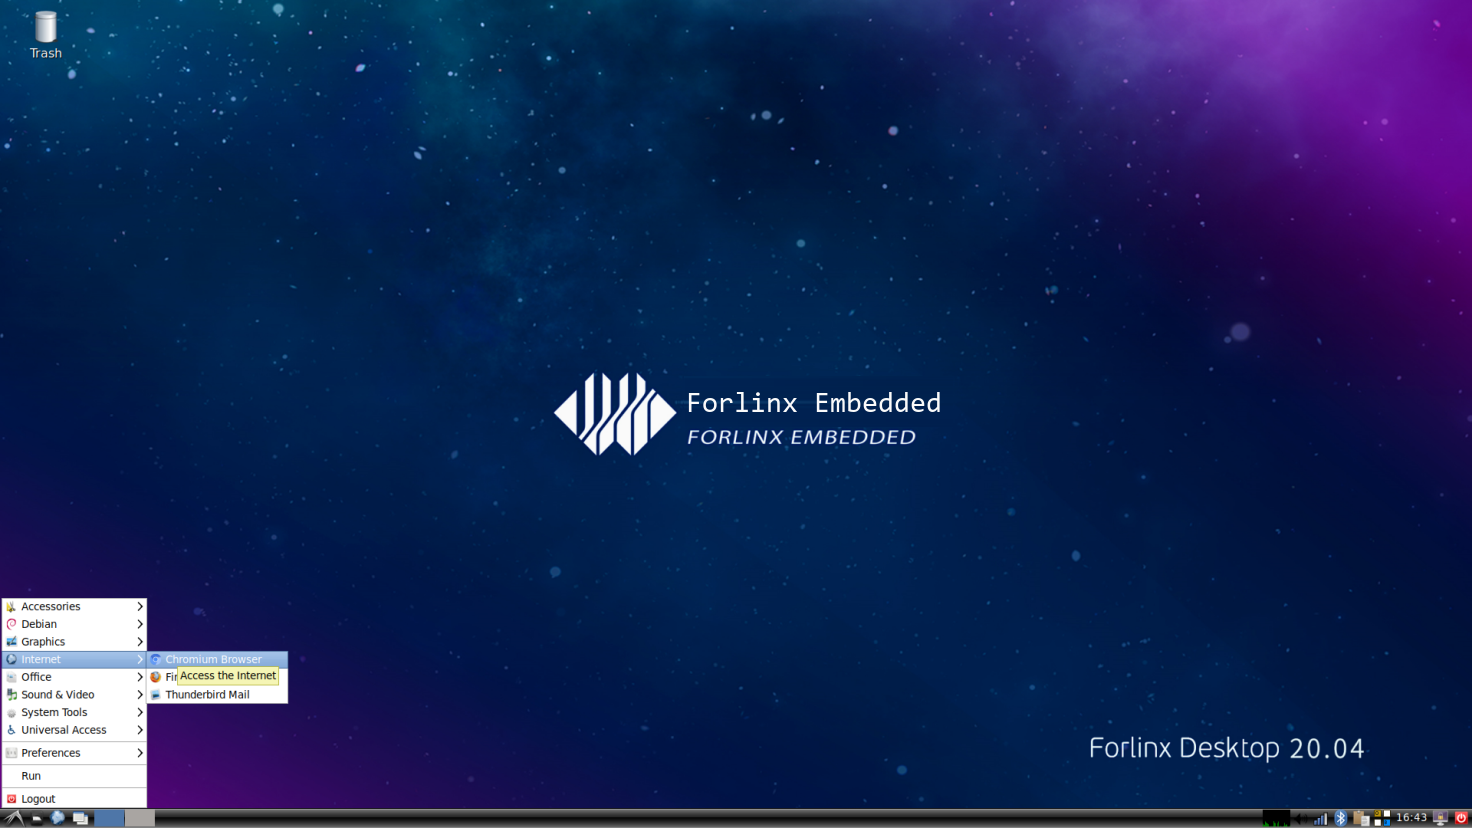 Trash
Forlinx Embedded
FORLINX EMBEDDED
Accessories
Debian
Graphics
Internet
Chromium Browser
Office
Access the Internet
Sound & Video
Thunderbird Mail
System Tools
Universal Access
Preferences
Run
Logout
Forlinx Desktop 20.04
16:43